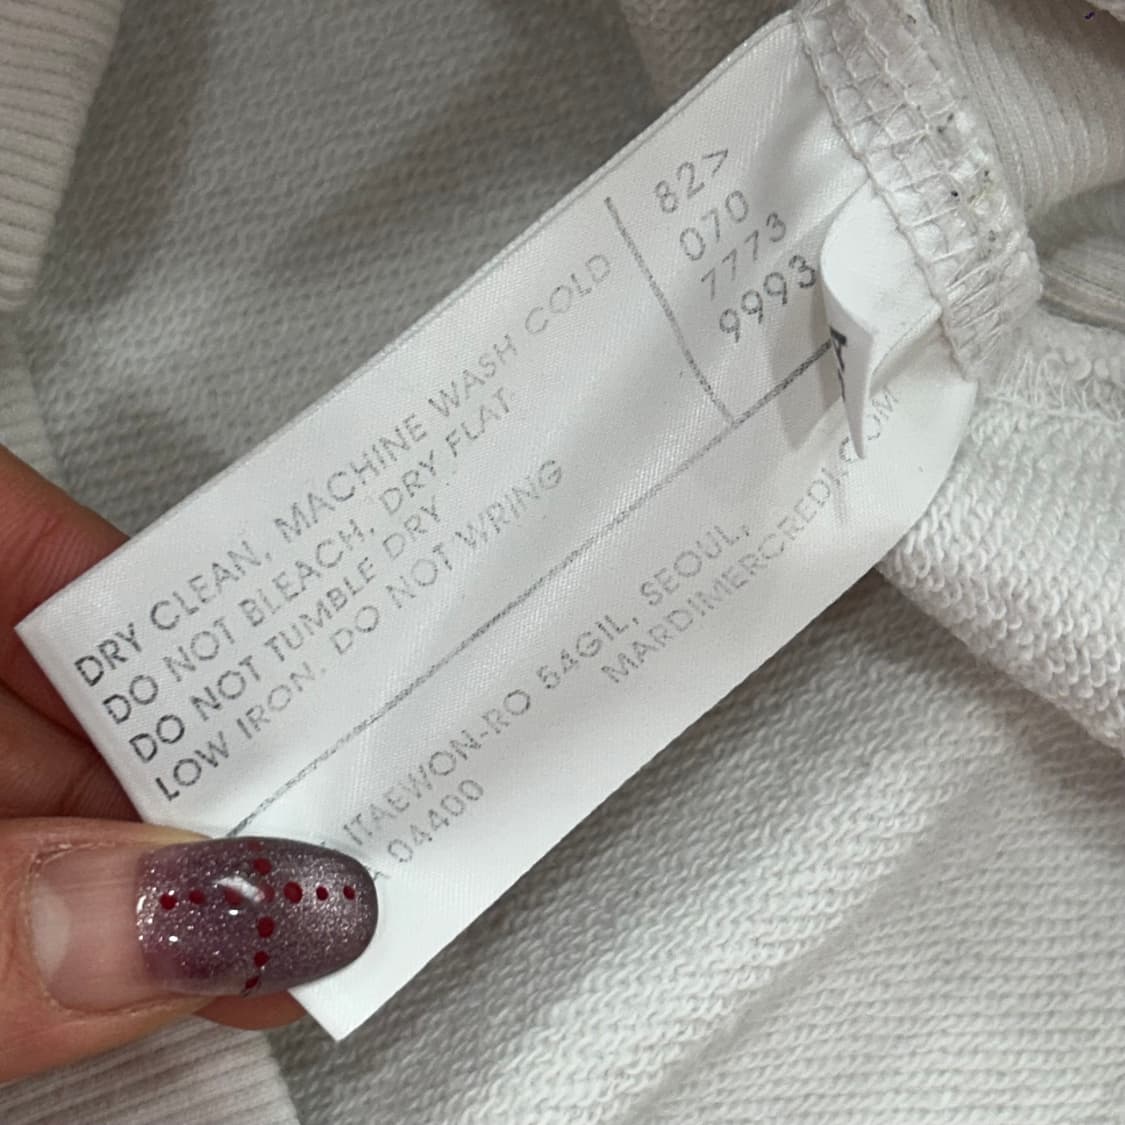 DRY CLEAN, MACHINE WASH COLD
DO NOT BLEACH, DRY FLAT
DO NOT TUMBLE DRY
LOW IRON. DO NOT WRING
82>
070
7773
9993
ITAEWON-RO 54GIL, SEOUL,
04400
MARDIMERCREDI.COM